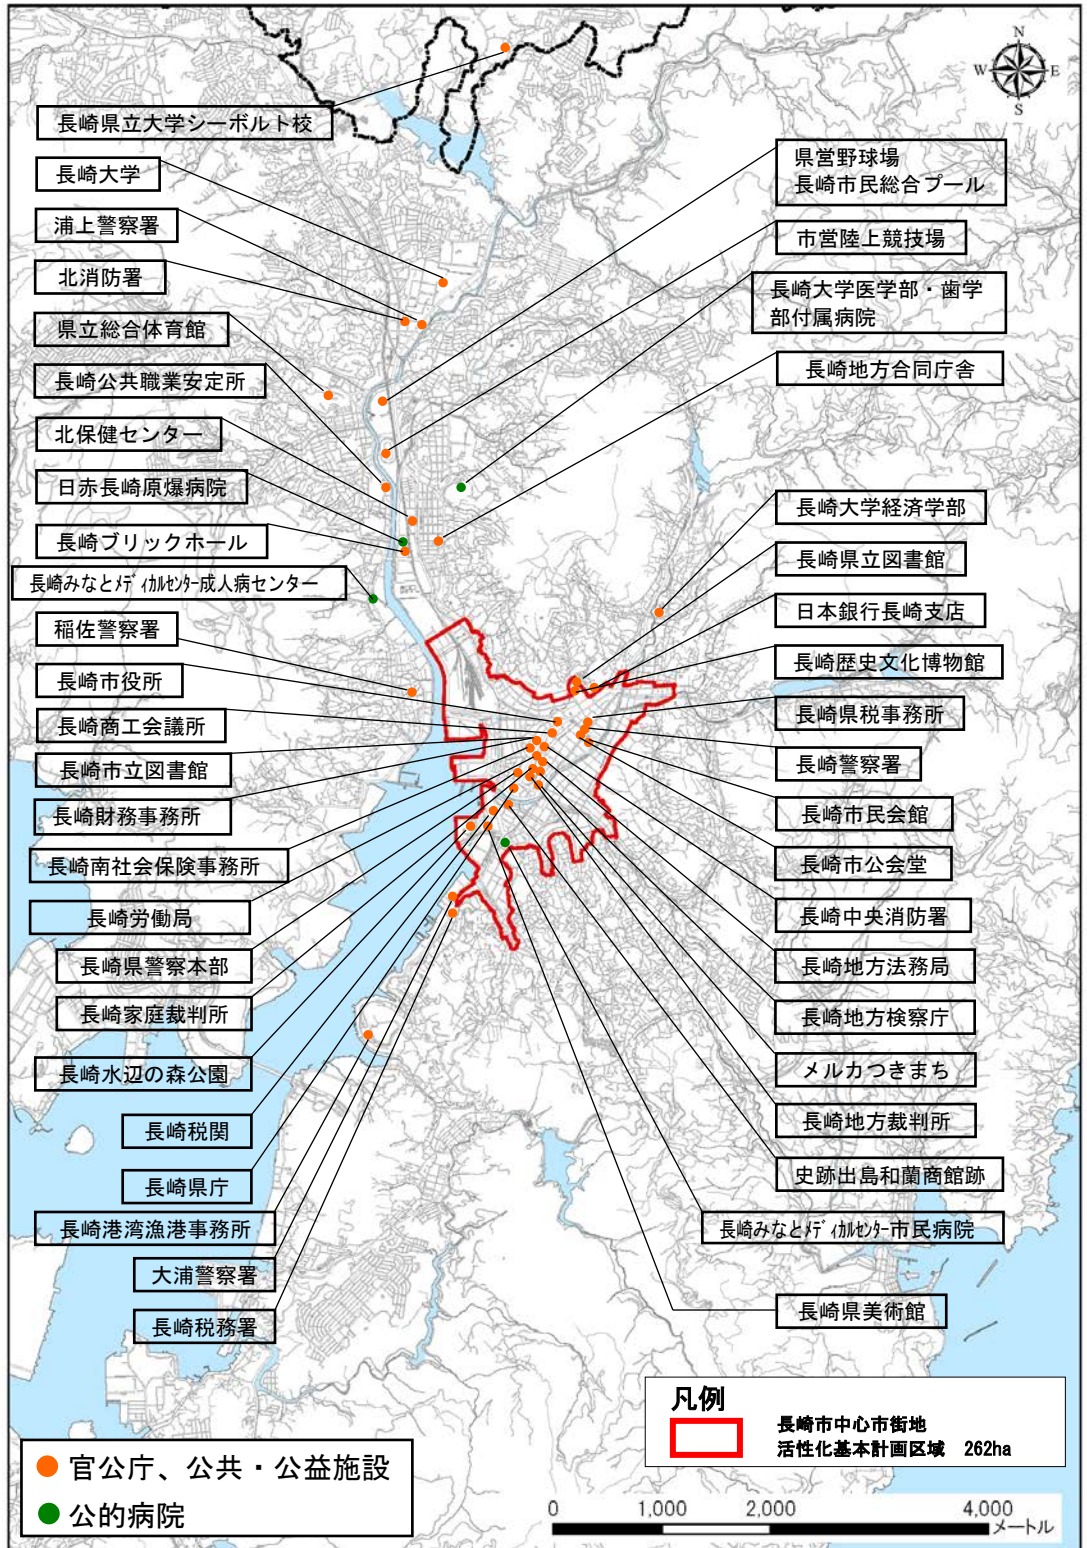 N
W
E
S
長崎県立大学シーボルト校
長崎大学
浦上警察署
北消防署
県立総合体育館
長崎公共職業安定所
北保健センター
日赤長崎原爆病院
長崎ブリックホール
長崎みなとﾒﾃﾞｨｶﾙｾﾝﾀｰ成人病センター
稲佐警察署
長崎市役所
長崎商工会議所
長崎市立図書館
長崎財務事務所
長崎南社会保険事務所
長崎労働局
長崎県警察本部
長崎家庭裁判所
長崎水辺の森公園
長崎税関
長崎県庁
長崎港湾漁港事務所
大浦警察署
長崎税務署
県営野球場
長崎市民総合プール
市営陸上競技場
長崎大学医学部・歯学
部付属病院
長崎地方合同庁舎
長崎大学経済学部
長崎県立図書館
日本銀行長崎支店
長崎歴史文化博物館
長崎県税事務所
長崎警察署
長崎市民会館
長崎市公会堂
長崎中央消防署
長崎地方法務局
長崎地方検察庁
メルカつきまち
長崎地方裁判所
史跡出島和蘭商館跡
長崎みなとﾒﾃﾞｨｶﾙｾﾝﾀｰ市民病院
長崎県美術館
凡例
長崎市中心市街地
活性化基本計画区域 262ha
官公庁、公共・公益施設
公的病院
0 1,000 2,000 4,000
メートル